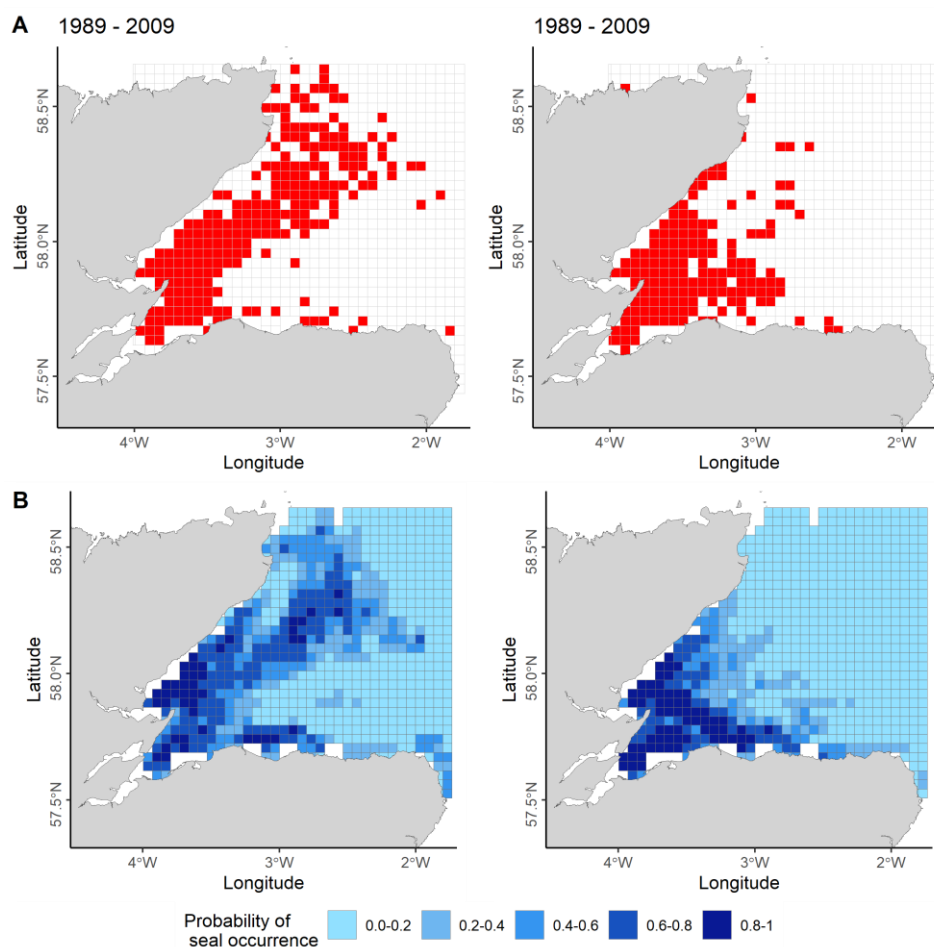 A
1989 - 2009
1989 - 2009
58.5°N
58.0°N
57.5°N
Latitude
4°W
3°W
2°W
Longitude
58.5°N
58.0°N
57.5°N
Latitude
4°W
3°W
2°W
Longitude
B
58.5°N
58.0°N
57.5°N
Latitude
4°W
3°W
2°W
Longitude
58.5°N
58.0°N
57.5°N
Latitude
4°W
3°W
2°W
Longitude
Probability of
seal occurrence
0.0-0.2
0.2-0.4
0.4-0.6
0.6-0.8
0.8-1